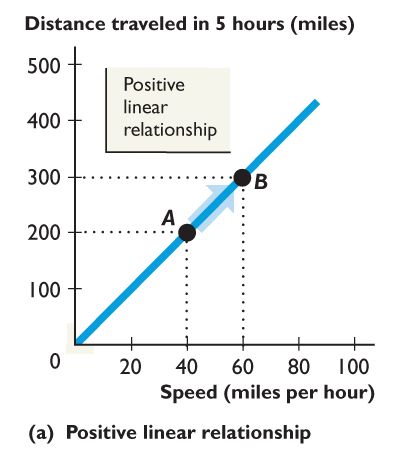 Distance traveled in 5 hours (miles)
500
Positive
linear
relationship
400
300
B
A
200
100
0
20 40 60 80 100
Speed (miles per hour)
(a) Positive linear relationship